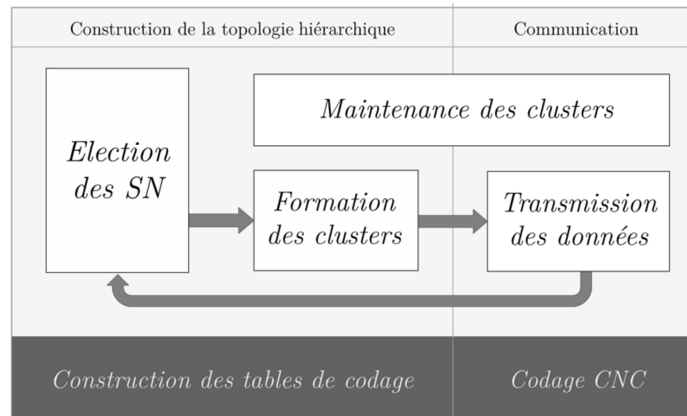 Construction de la topologie hiérarchique
Communication
Election
des SN
Maintenance des clusters
Formation
des clusters
Transmission
des données
Construction des tables de codage
Codage CNC